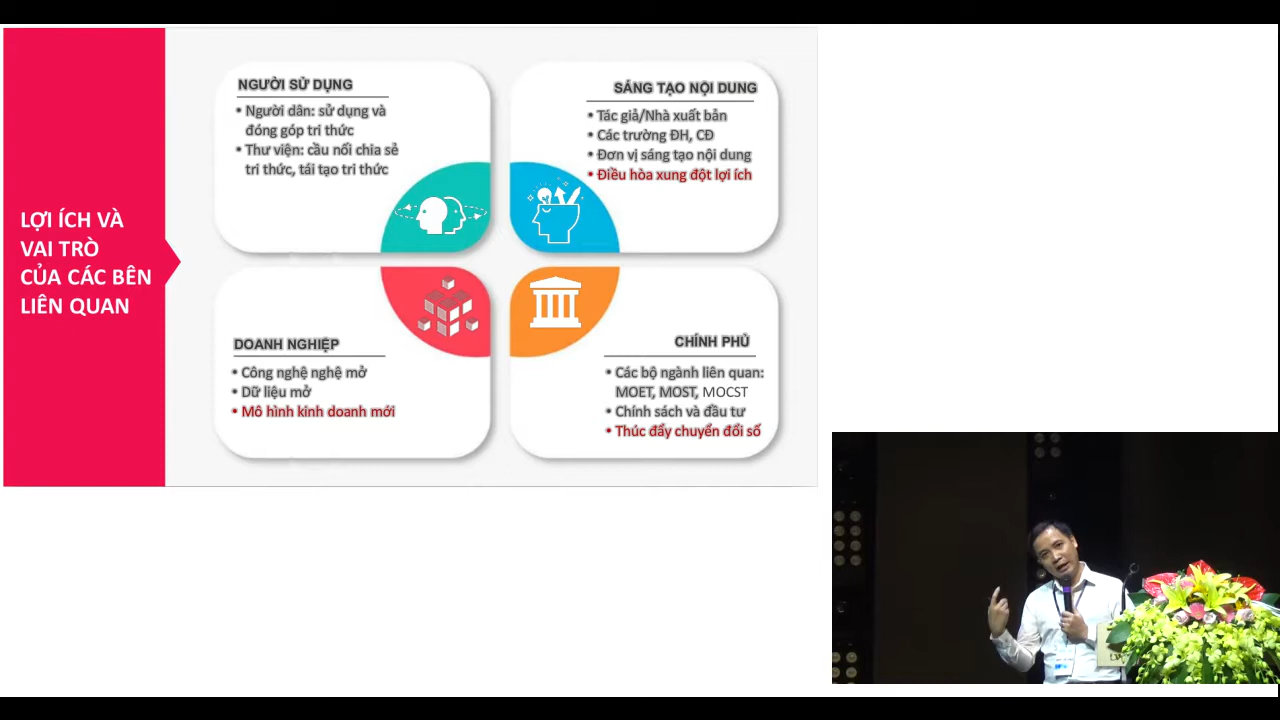 LỢI ÍCH VÀ
VAI TRÒ
CỦA CÁC BÊN
LIÊN QUAN
NGƯỜI SỬ DỤNG
• Người dân: sử dụng và
đóng góp tri thức
• Thư viện: cầu nối chia sẻ
tri thức, tái tạo tri thức
SÁNG TẠO NỘI DUNG
• Tác giả/Nhà xuất bản
• Các trường ĐH, CĐ
• Đơn vị sáng tạo nội dung
• Điều hòa xung đột lợi ích
DOANH NGHIỆP
• Công nghệ nghệ mở
• Dữ liệu mở
• Mô hình kinh doanh mới
CHÍNH PHỦ
• Các bộ ngành liên quan:
MOET, MOST, MOCST
• Chính sách và đầu tư
• Thúc đẩy chuyển đổi số